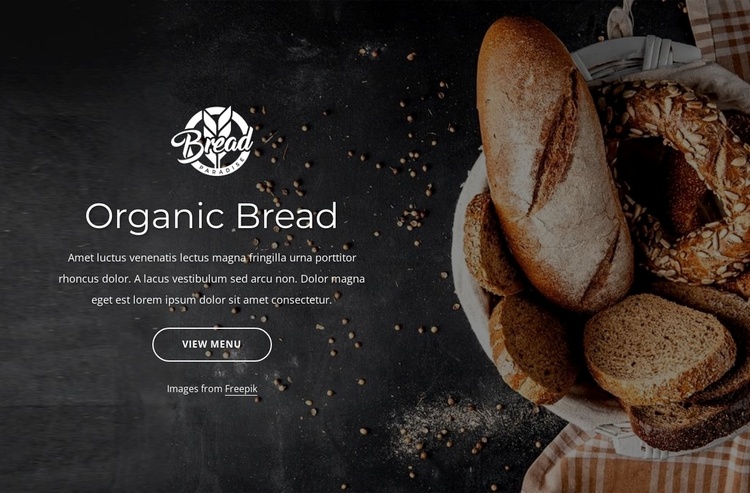 Bread
PARADISE
Organic Bread
Amet luctus venenatis lectus magna fringilla urna porttitor
rhoncus dolor. A lacus vestibulum sed arcu non. Dolor magna
eget est lorem ipsum dolor sit amet consectetur.
VIEW MENU
Images from Freepik